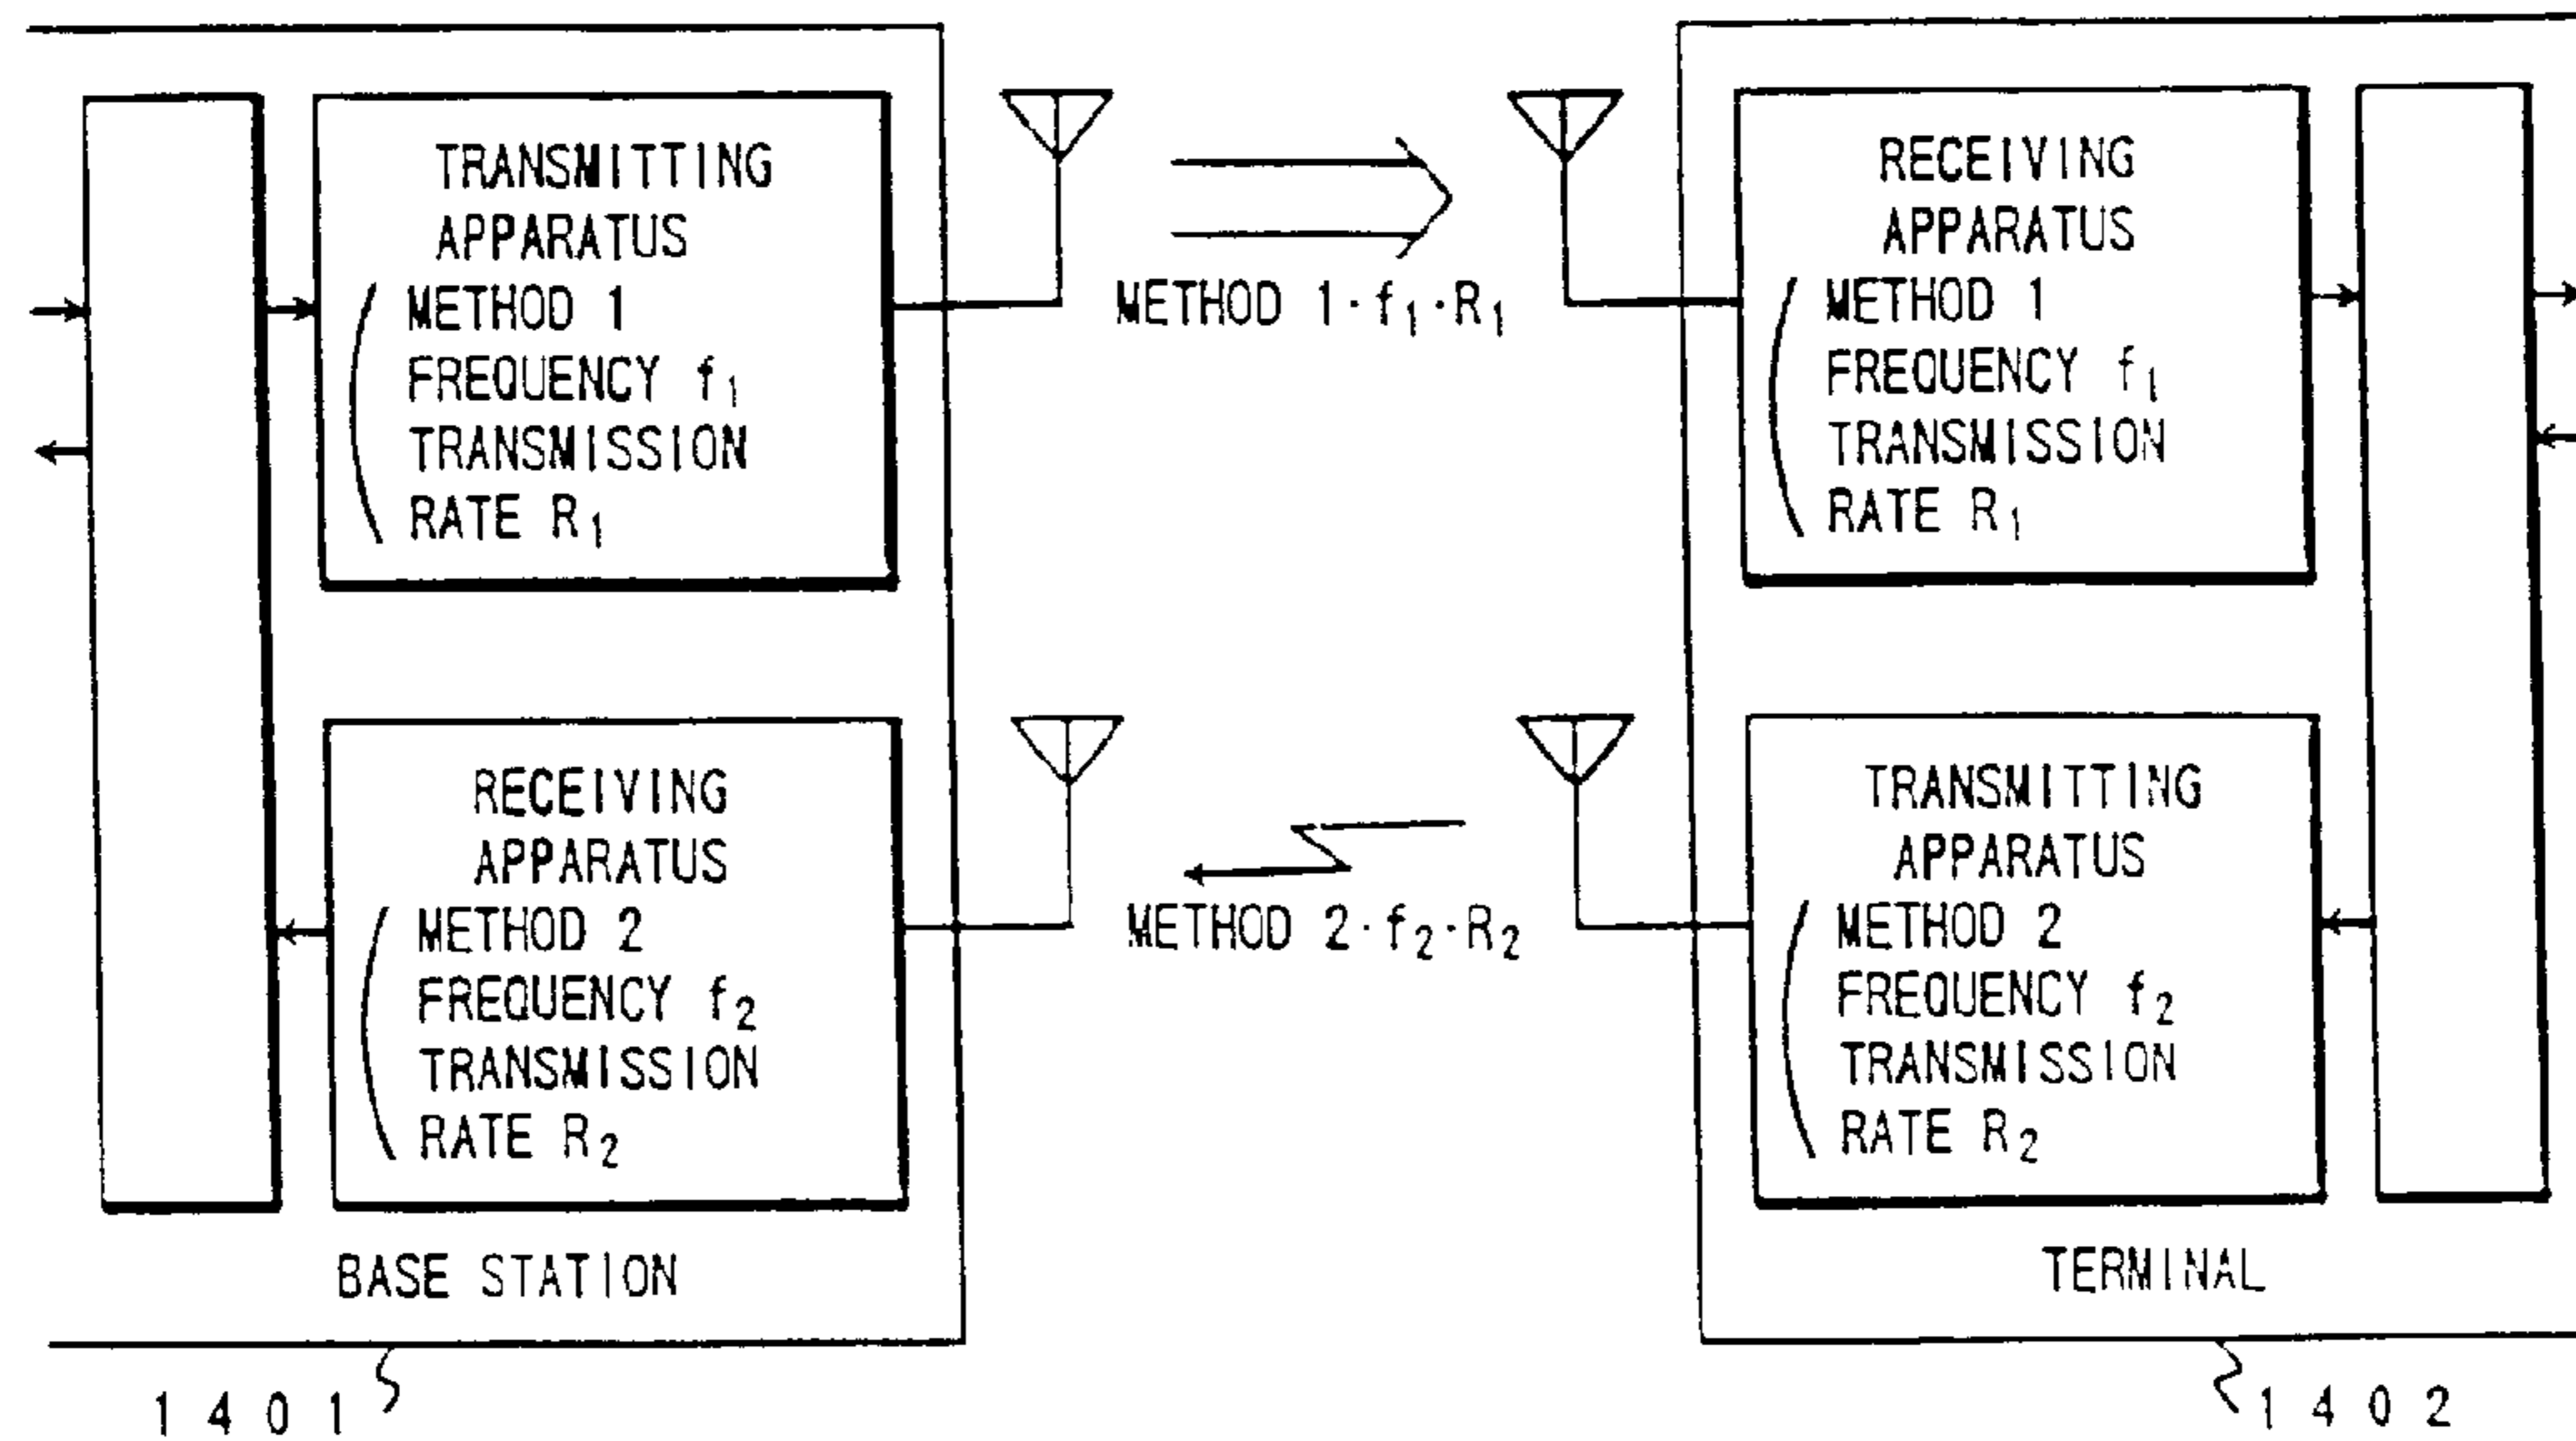 TRANSMITTING
APPARATUS
METHOD 1
FREQUENCY f₁
TRANSMISSION
RATE R₁
METHOD 1·f₁·R₁
RECEIVING
APPARATUS
METHOD 1
FREQUENCY f₁
TRANSMISSION
RATE R₁
RECEIVING
APPARATUS
METHOD 2
FREQUENCY f₂
TRANSMISSION
RATE R₂
METHOD 2·f₂·R₂
TRANSMITTING
APPARATUS
METHOD 2
FREQUENCY f₂
TRANSMISSION
RATE R₂
BASE STATION
TERMINAL
1401
1402